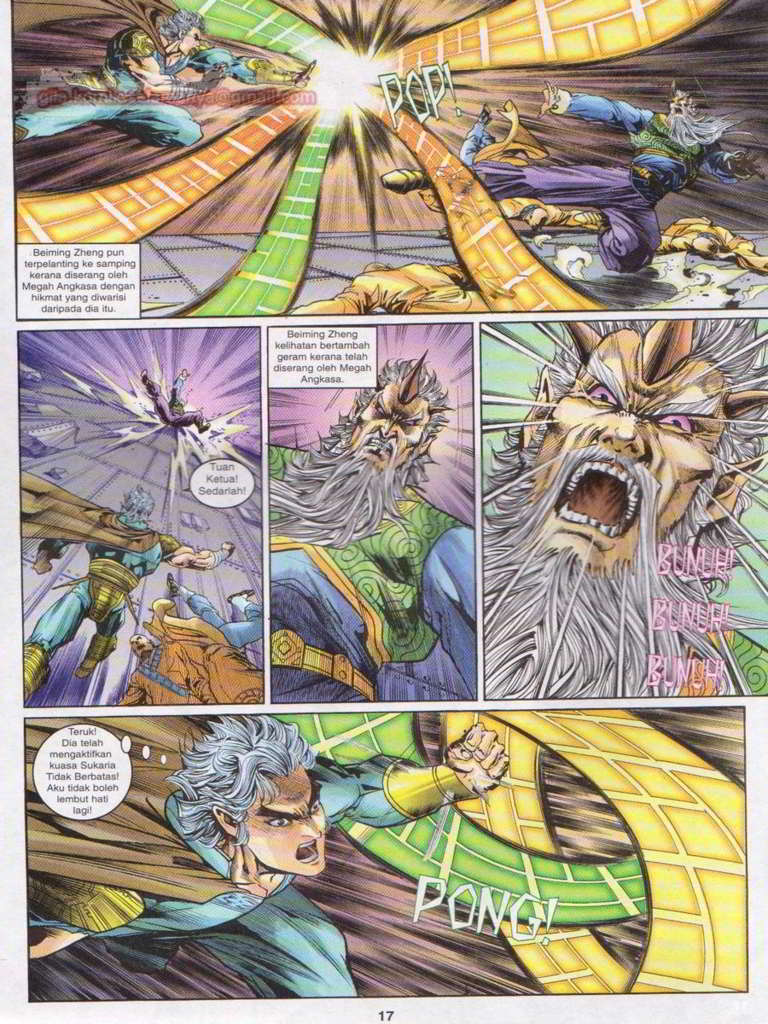 POP!
Beiming Zheng pun
terpelanting ke samping
kerana diserang oleh
Megah Angkasa dengan
hikmat yang diwarisi
daripada dia itu.
Tuan
Ketua!
Sedarlah!
Beiming Zheng
kelihatan bertambah
geram kerana telah
diserang oleh Megah
Angkasa.
BUNUH!
BUNUH!
BUNUH!
Teruk!
Dia telah
mengaktifkan
kuasa Sukaria
Tidak Berbatas!
Aku tidak boleh
lembut hati
lagi!
PONG!
17